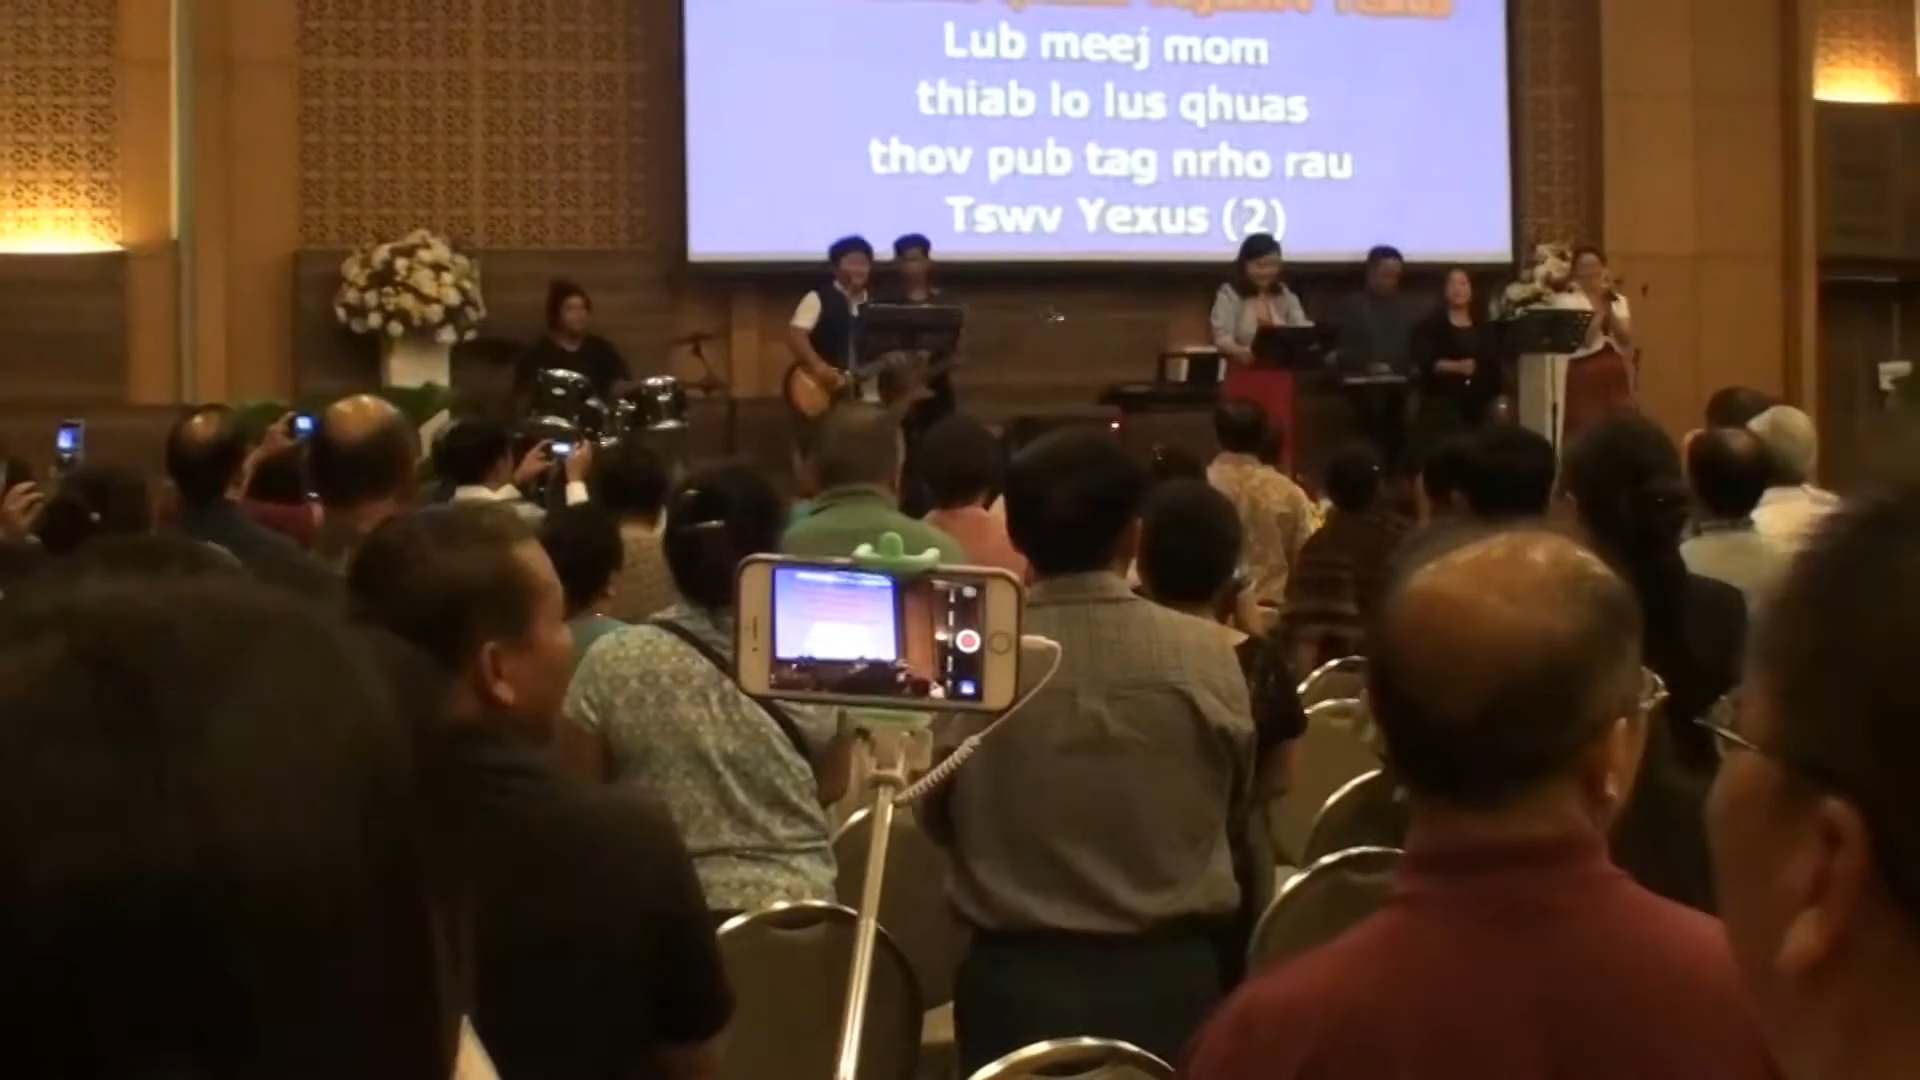 Lub meej mom
thiab lo lus qhuas
thov pub tag nrho rau
Tswv Yexus (2)